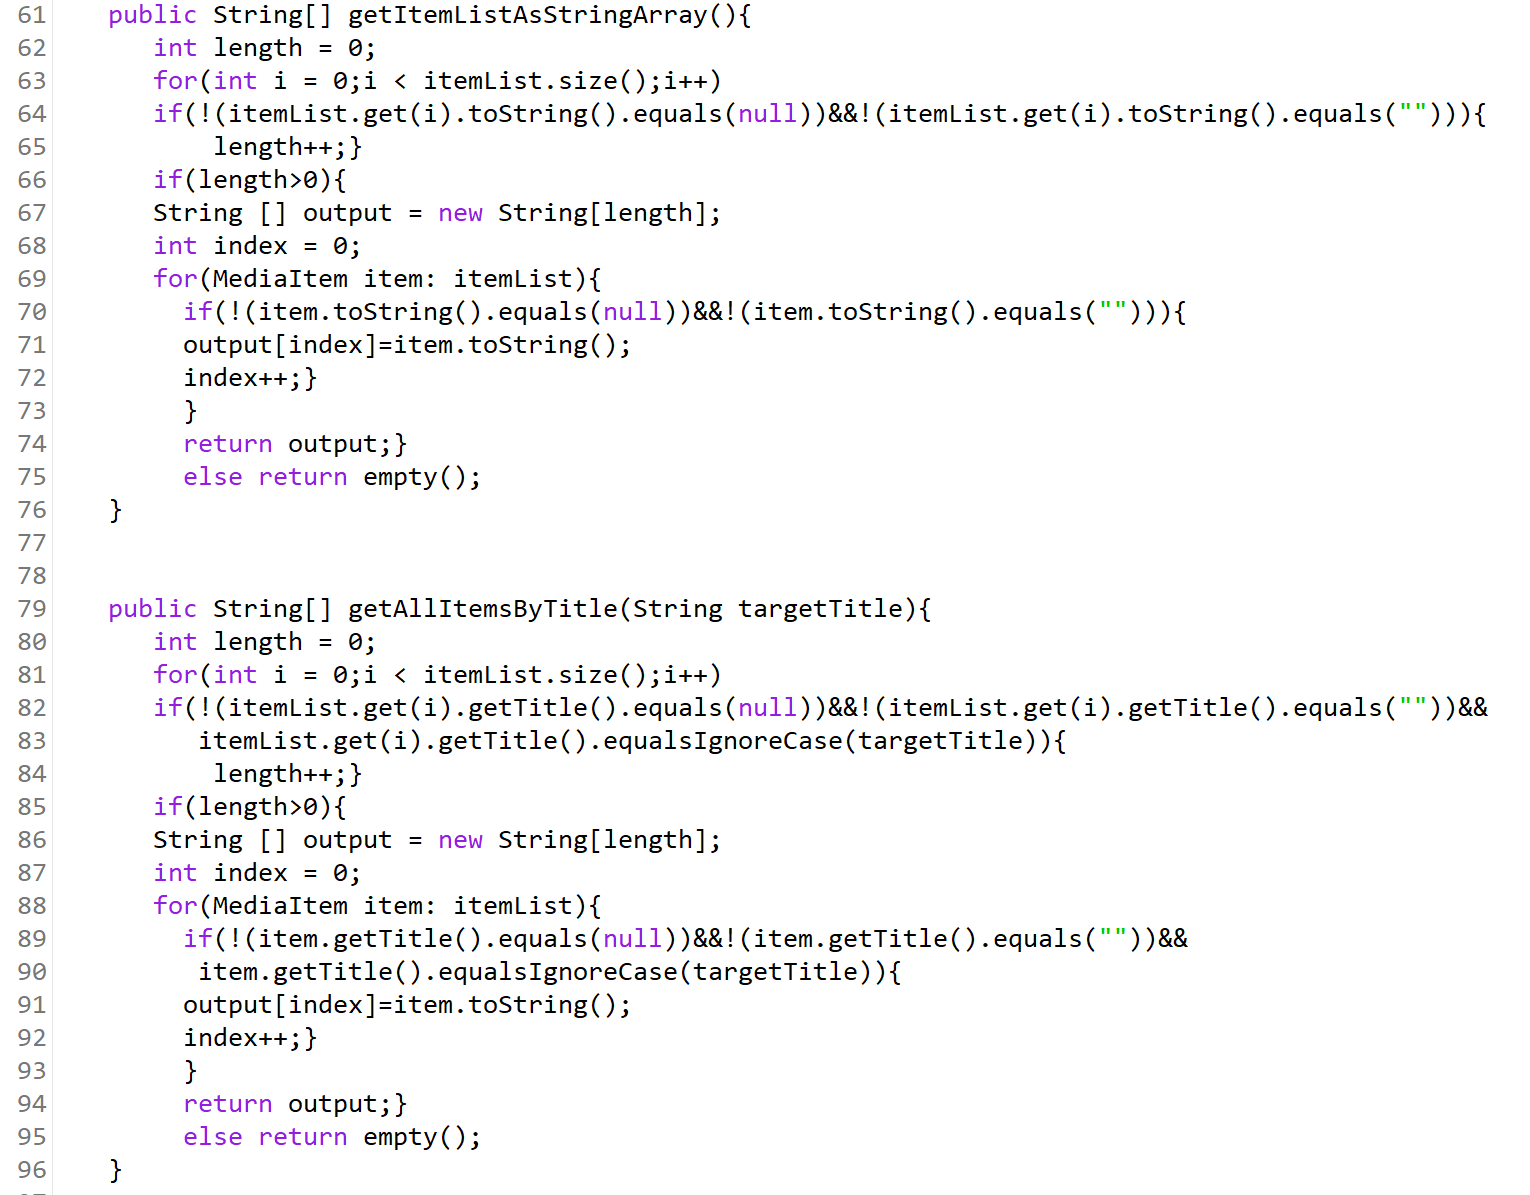 61 public String[] getItemListAsStringArray(){
62 int length = 0;
63 for(int i = 0;i < itemList.size();i++)
64 if(!(itemList.get(i).toString().equals(null))&&!(itemList.get(i).toString().equals(""))){
65 length++;}
66 if(length>0){
67 String [] output = new String[length];
68 int index = 0;
69 for(MediaItem item: itemList){
70 if(!(item.toString().equals(null))&&!(item.toString().equals(""))){
71 output[index]=item.toString();
72 index++;}
73 }
74 return output;}
75 else return empty();
76 }
77
78
79 public String[] getAllItemsByTitle(String targetTitle){
80 int length = 0;
81 for(int i = 0;i < itemList.size();i++)
82 if(!(itemList.get(i).getTitle().equals(null))&&!(itemList.get(i).getTitle().equals(""))&&
83 itemList.get(i).getTitle().equalsIgnoreCase(targetTitle)){
84 length++;}
85 if(length>0){
86 String [] output = new String[length];
87 int index = 0;
88 for(MediaItem item: itemList){
89 if(!(item.getTitle().equals(null))&&!(item.getTitle().equals(""))&&
90 item.getTitle().equalsIgnoreCase(targetTitle)){
91 output[index]=item.toString();
92 index++;}
93 }
94 return output;}
95 else return empty();
96 }